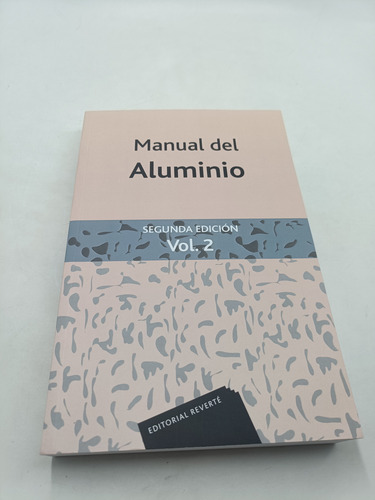 Manual del
Aluminio
SEGUNDA EDICIÓN
Vol. 2
EDITORIAL REVERTÉ